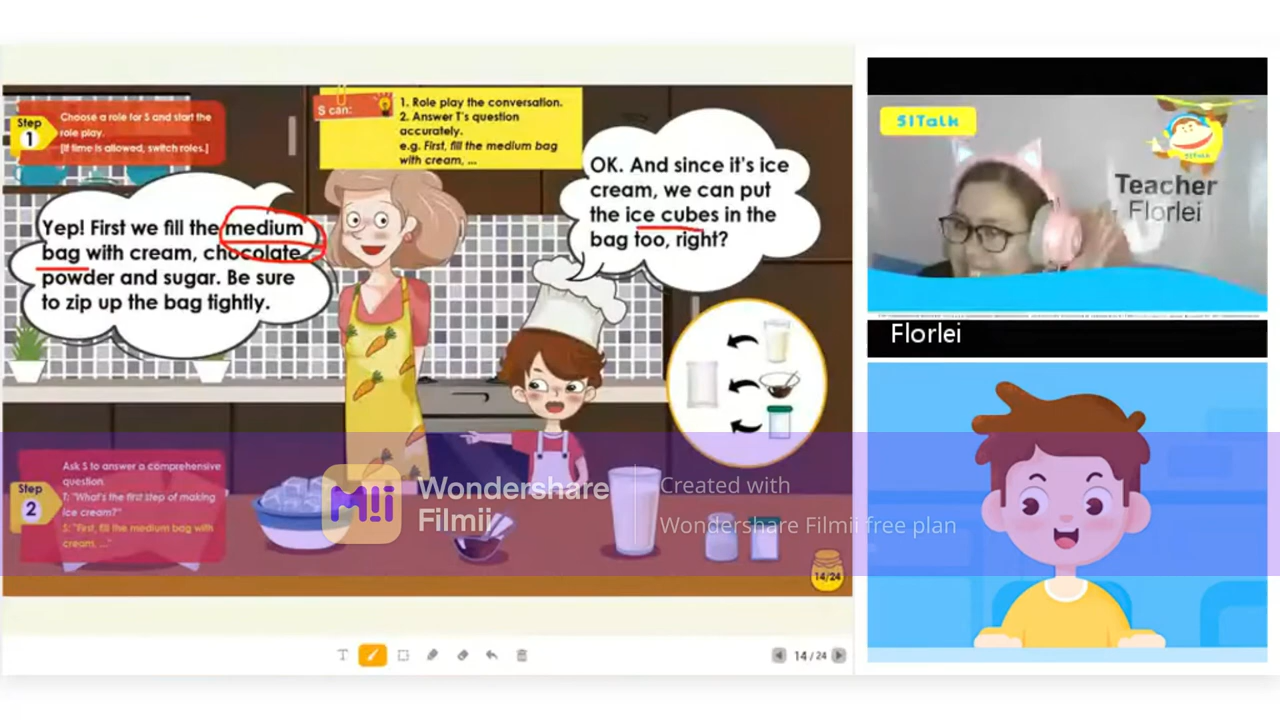 Step
1
Choose a role for S and start the
role play.
[If time is allowed, switch roles.]
S can:
1. Role play the conversation.
2. Answer T's question
accurately.
e.g. First, fill the medium bag
with cream, ...
Yep! First we fill the medium
bag with cream, chocolate
powder and sugar. Be sure
to zip up the bag tightly.
OK. And since it's ice
cream, we can put
the ice cubes in the
bag too, right?
Step
2
Ask S to answer a comprehensive
question.
T: "What's the first step of making
ice cream?"
S: "First, fill the medium bag with
cream, ..."
Wondershare
Filmii
Created with
Wondershare Filmii free plan
14/24
T
14 / 24
51Talk
51Talk
Teacher
Florlei
Florlei